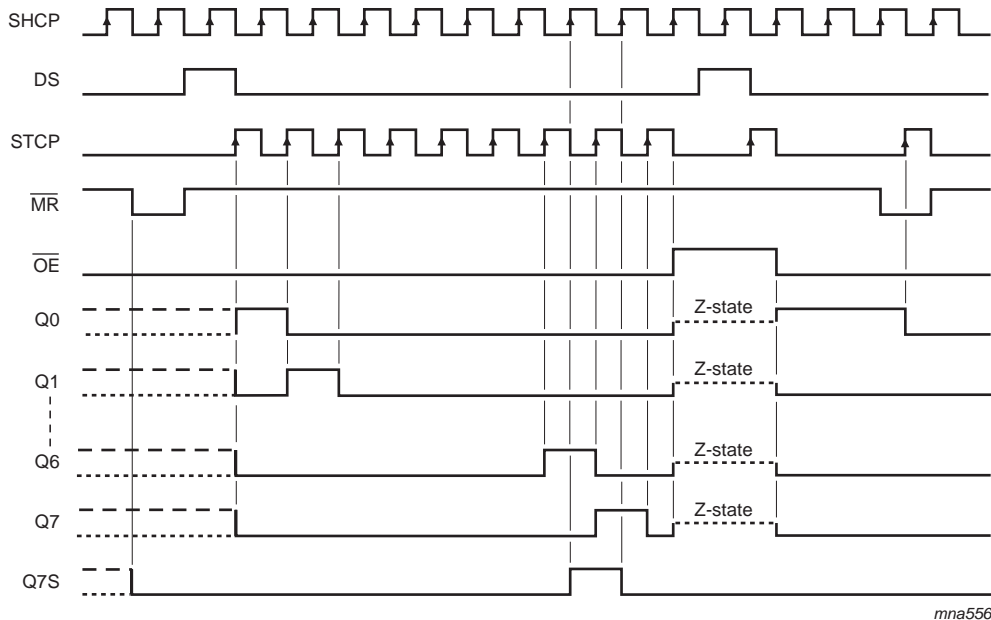 SHCP
DS
STCP
MR
OE
Q0
Z-state
Q1
Z-state
Q6
Z-state
Q7
Z-state
Q7S
mna556